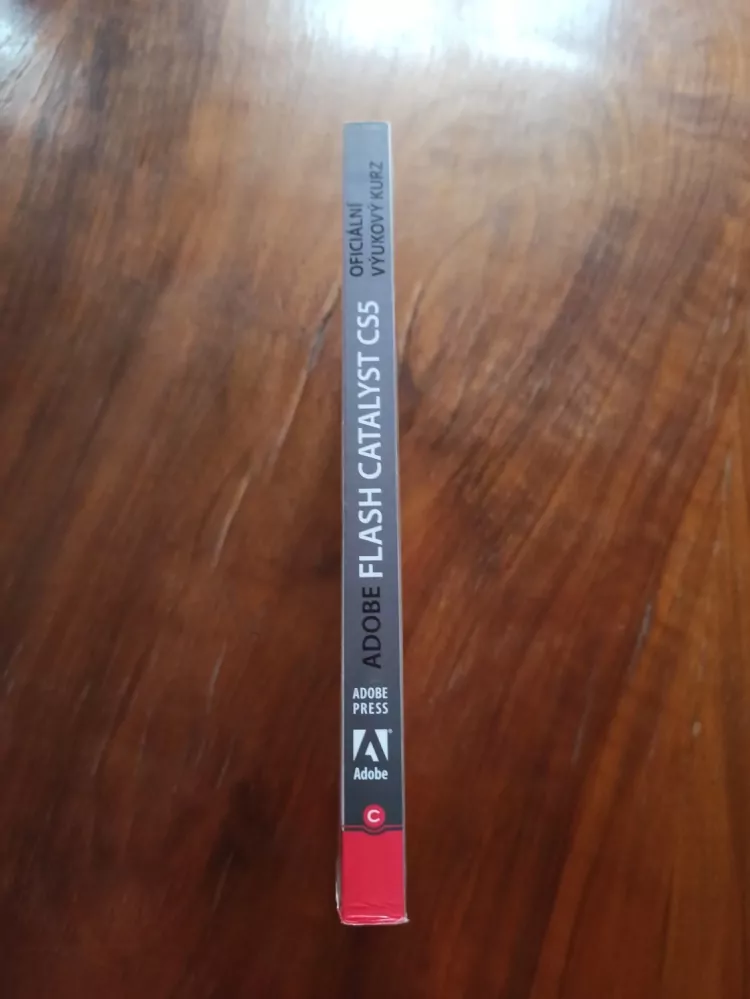 OFICIÁLNÍ
VÝUKOVÝ KURZ
ADOBE FLASH CATALYST CS5
ADOBE
PRESS
Adobe
C